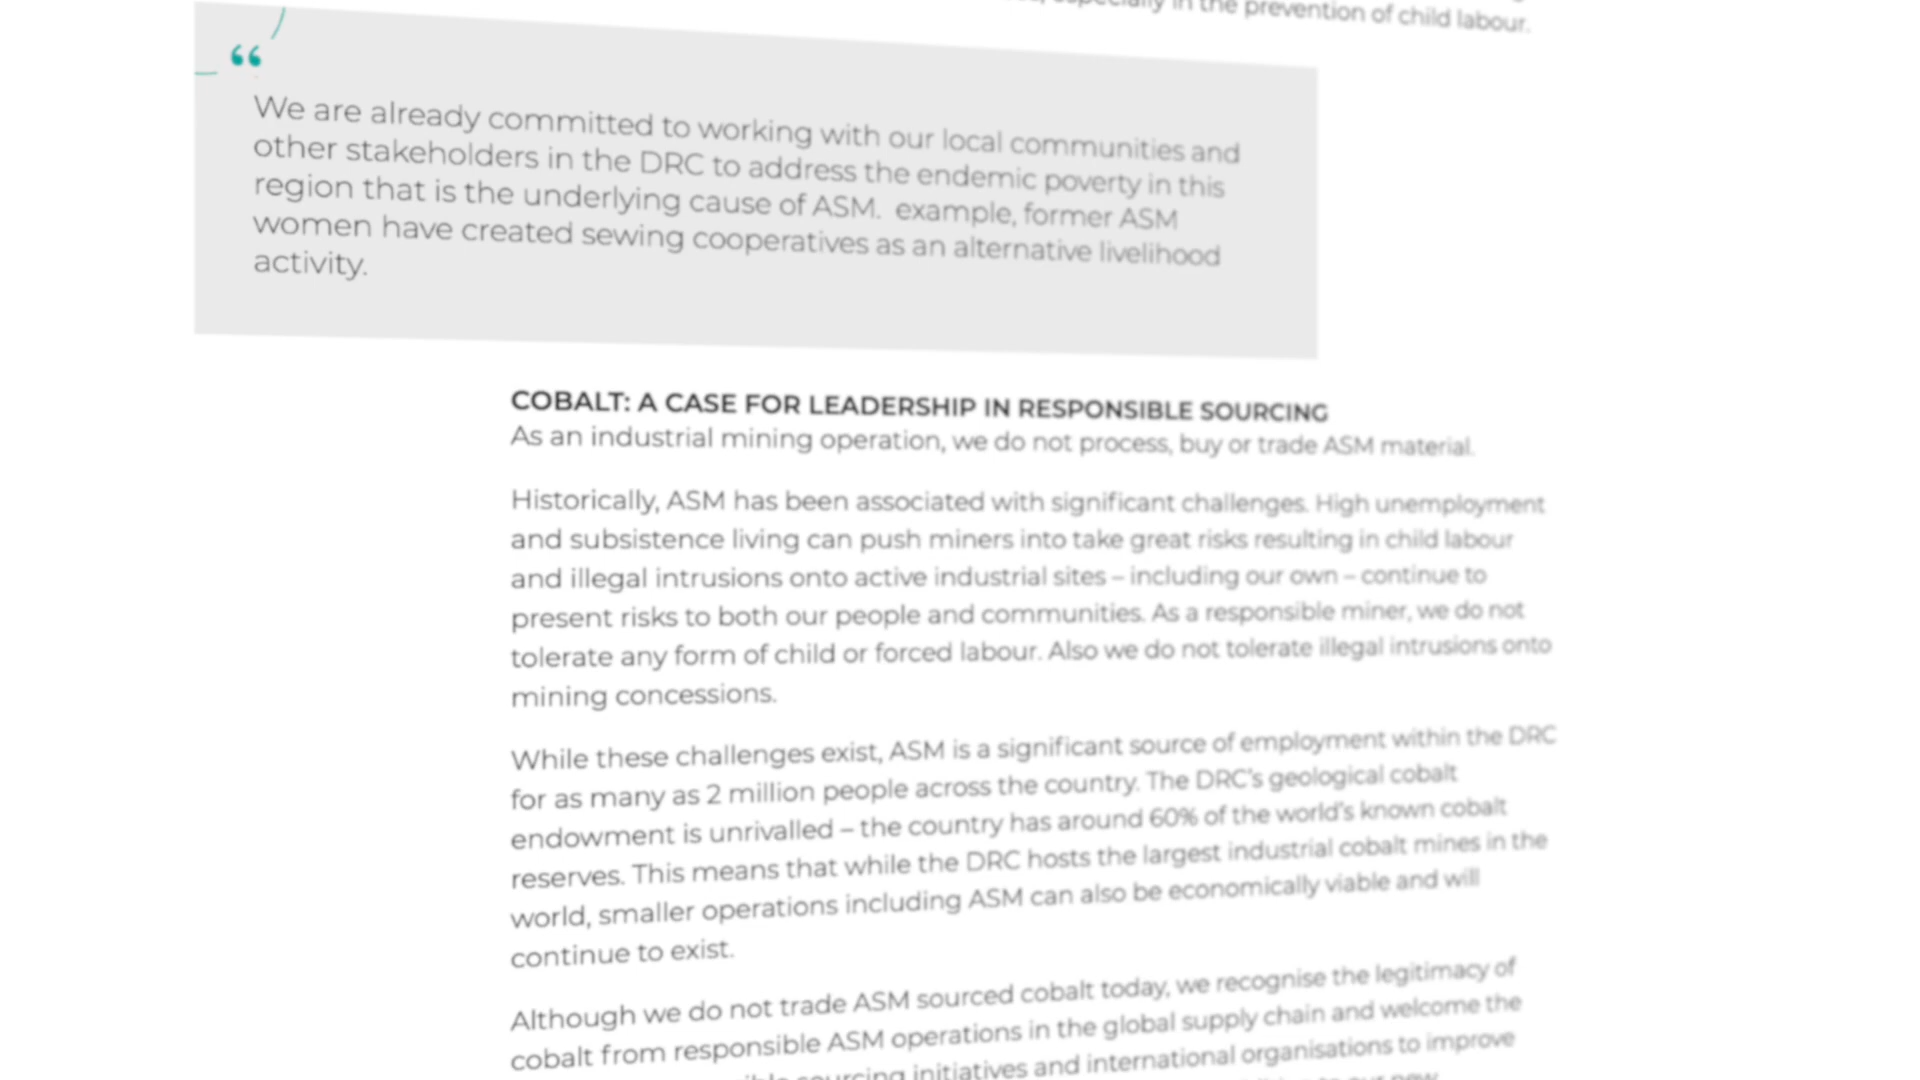 especially in the prevention of child labour.
“
We are already committed to working with our local communities and
other stakeholders in the DRC to address the endemic poverty in this
region that is the underlying cause of ASM.  example, former ASM
women have created sewing cooperatives as an alternative livelihood
activity.
COBALT: A CASE FOR LEADERSHIP IN RESPONSIBLE SOURCING
As an industrial mining operation, we do not process, buy or trade ASM material.
Historically, ASM has been associated with significant challenges. High unemployment
and subsistence living can push miners into take great risks resulting in child labour
and illegal intrusions onto active industrial sites – including our own – continue to
present risks to both our people and communities. As a responsible miner, we do not
tolerate any form of child or forced labour. Also we do not tolerate illegal intrusions onto
mining concessions.
While these challenges exist, ASM is a significant source of employment within the DRC
for as many as 2 million people across the country. The DRC’s geological cobalt
endowment is unrivalled – the country has around 60% of the world’s known cobalt
reserves. This means that while the DRC hosts the largest industrial cobalt mines in the
world, smaller operations including ASM can also be economically viable and will
continue to exist.
Although we do not trade ASM sourced cobalt today, we recognise the legitimacy of
cobalt from responsible ASM operations in the global supply chain and welcome the
sourcing initiatives and international organisations to improve
to our new